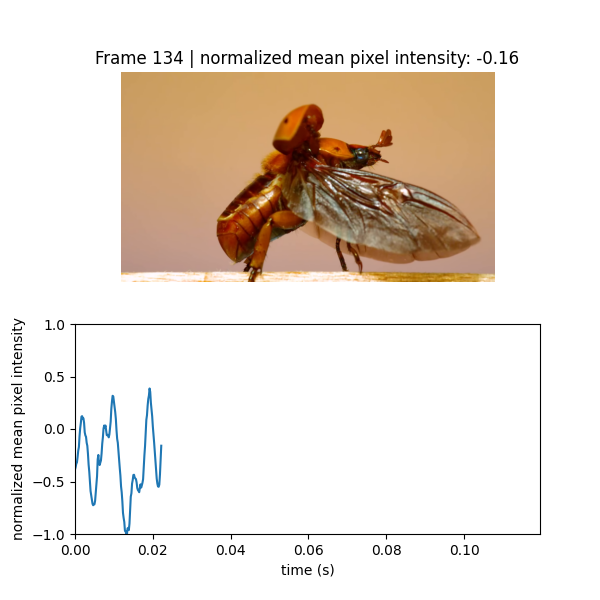 Frame 134 | normalized mean pixel intensity: -0.16
normalized mean pixel intensity
1.0
0.5
0.0
−0.5
−1.0
0.00 0.02 0.04 0.06 0.08 0.10
time (s)